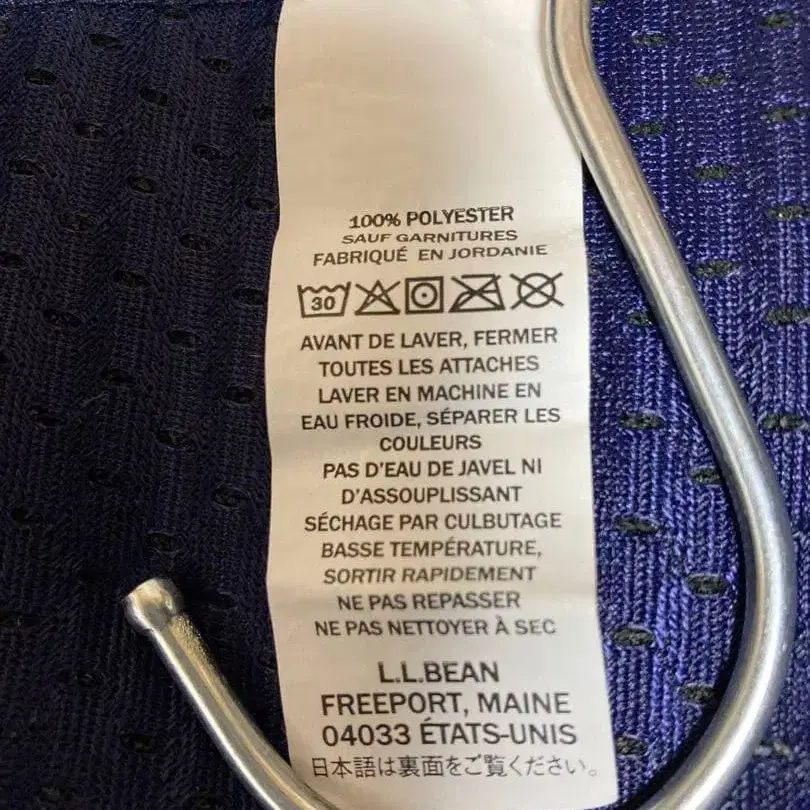 100% POLYESTER
SAUF GARNITURES
FABRIQUÉ EN JORDANIE
30
AVANT DE LAVER, FERMER
TOUTES LES ATTACHES
LAVER EN MACHINE EN
EAU FROIDE, SÉPARER LES
COULEURS
PAS D'EAU DE JAVEL NI
D'ASSOUPLISSANT
SÉCHAGE PAR CULBUTAGE
BASSE TEMPÉRATURE,
SORTIR RAPIDEMENT
NE PAS REPASSER
NE PAS NETTOYER À SEC
L.L.BEAN
FREEPORT, MAINE
04033 ÉTATS-UNIS
日本語は裏面をご覧ください。